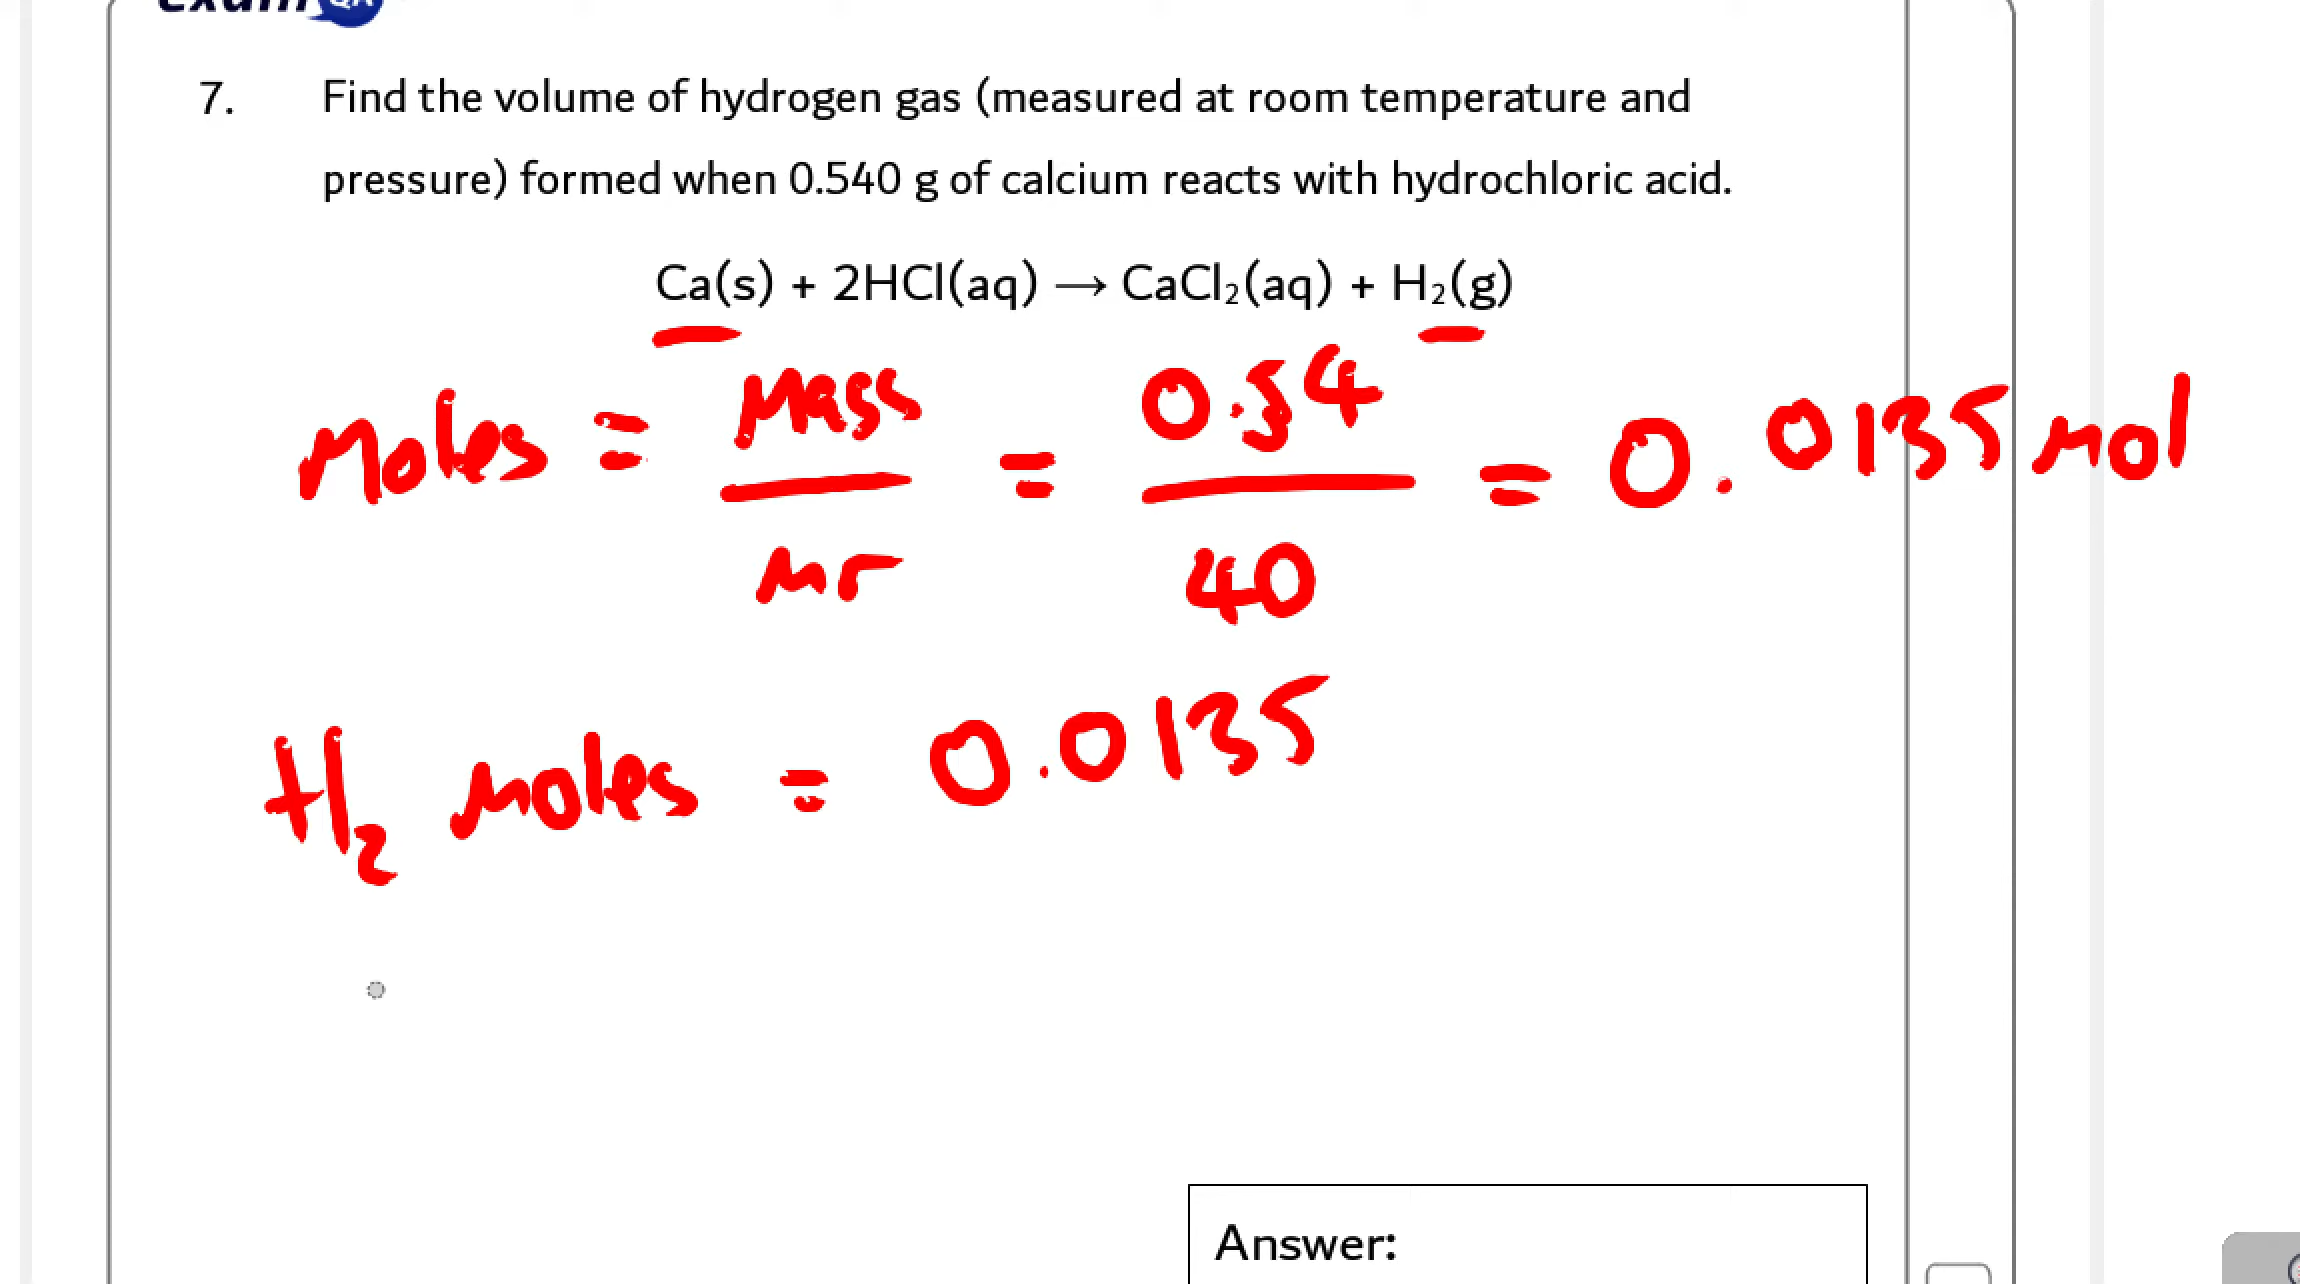 exam QA
7. Find the volume of hydrogen gas (measured at room temperature and
pressure) formed when 0.540 g of calcium reacts with hydrochloric acid.
Ca(s) + 2HCl(aq) → CaCl₂(aq) + H₂(g)
Moles = Mass / Mr = 0.54 / 40 = 0.0135 mol
H₂ Moles = 0.0135
Answer: